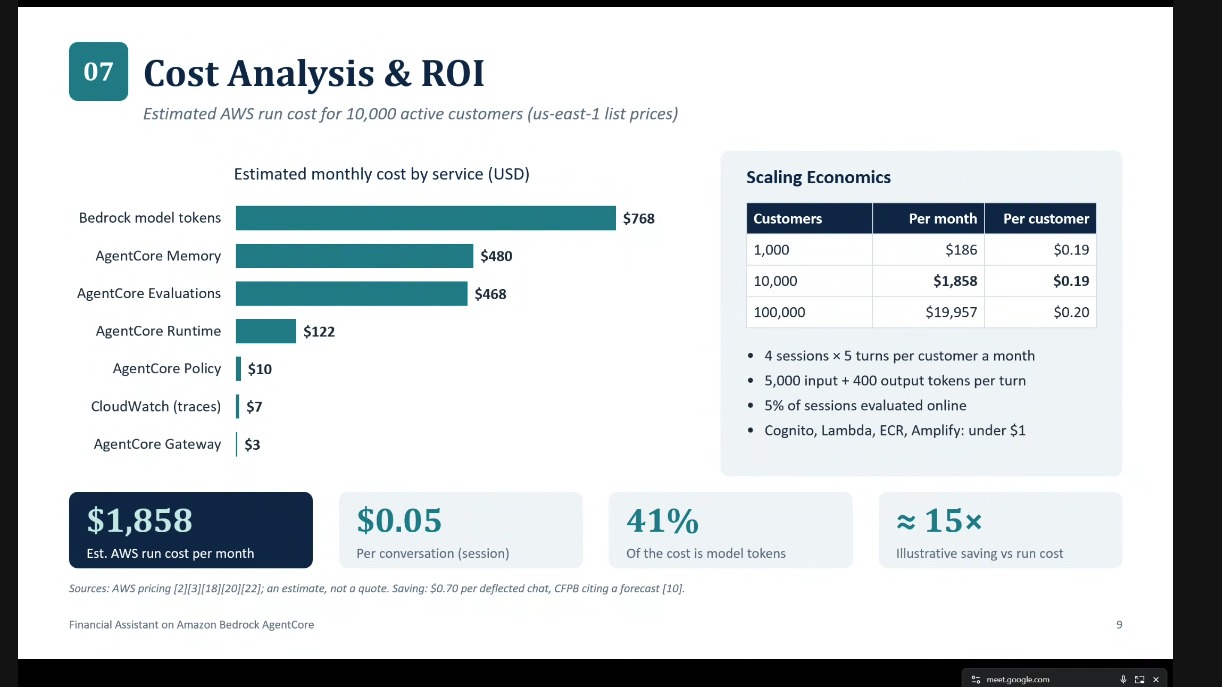 07
Cost Analysis & ROI
Estimated AWS run cost for 10,000 active customers (us-east-1 list prices)
Estimated monthly cost by service (USD)
Bedrock model tokens $768
AgentCore Memory $480
AgentCore Evaluations $468
AgentCore Runtime $122
AgentCore Policy $10
CloudWatch (traces) $7
AgentCore Gateway $3
Scaling Economics
Customers Per month Per customer
1,000 $186 $0.19
10,000 $1,858 $0.19
100,000 $19,957 $0.20
• 4 sessions × 5 turns per customer a month
• 5,000 input + 400 output tokens per turn
• 5% of sessions evaluated online
• Cognito, Lambda, ECR, Amplify: under $1
$1,858
Est. AWS run cost per month
$0.05
Per conversation (session)
41%
Of the cost is model tokens
≈ 15×
Illustrative saving vs run cost
Sources: AWS pricing [2][3][18][20][22]; an estimate, not a quote. Saving: $0.70 per deflected chat, CFPB citing a forecast [10].
Financial Assistant on Amazon Bedrock AgentCore 9
meet.google.com